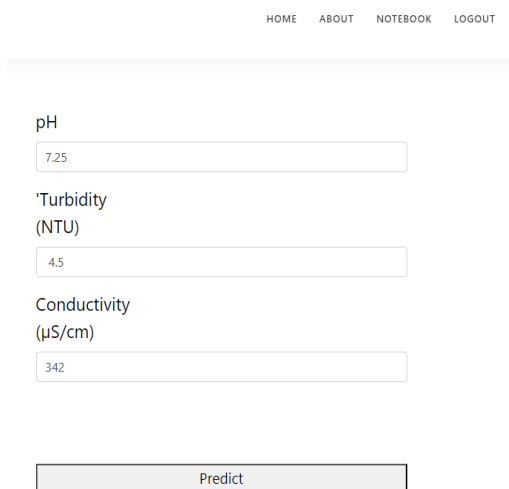 HOME ABOUT NOTEBOOK LOGOUT
pH
7.25
'Turbidity
(NTU)
4.5
Conductivity
(µS/cm)
342
Predict